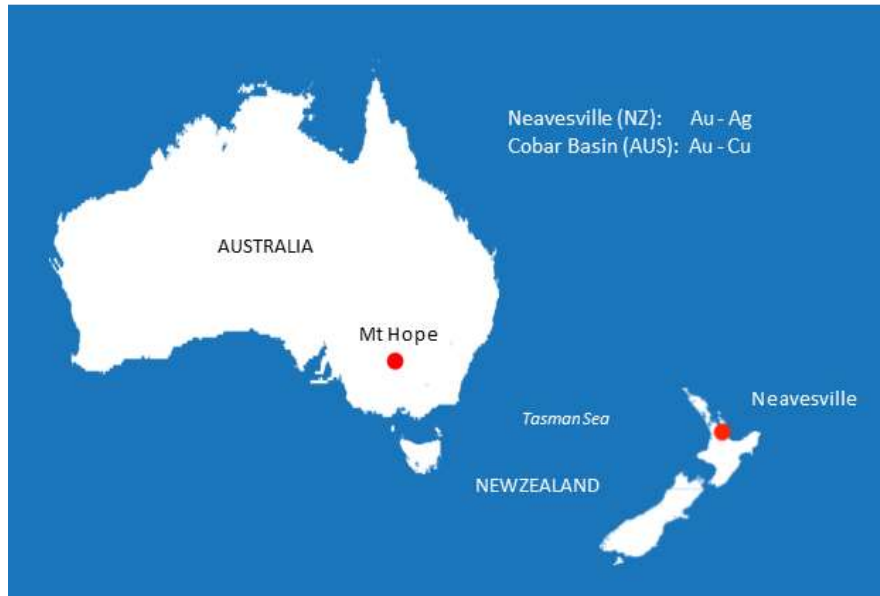 Neavesville (NZ): Au - Ag
Cobar Basin (AUS): Au - Cu
AUSTRALIA
Mt Hope
Neavesville
Tasman Sea
NEWZEALAND